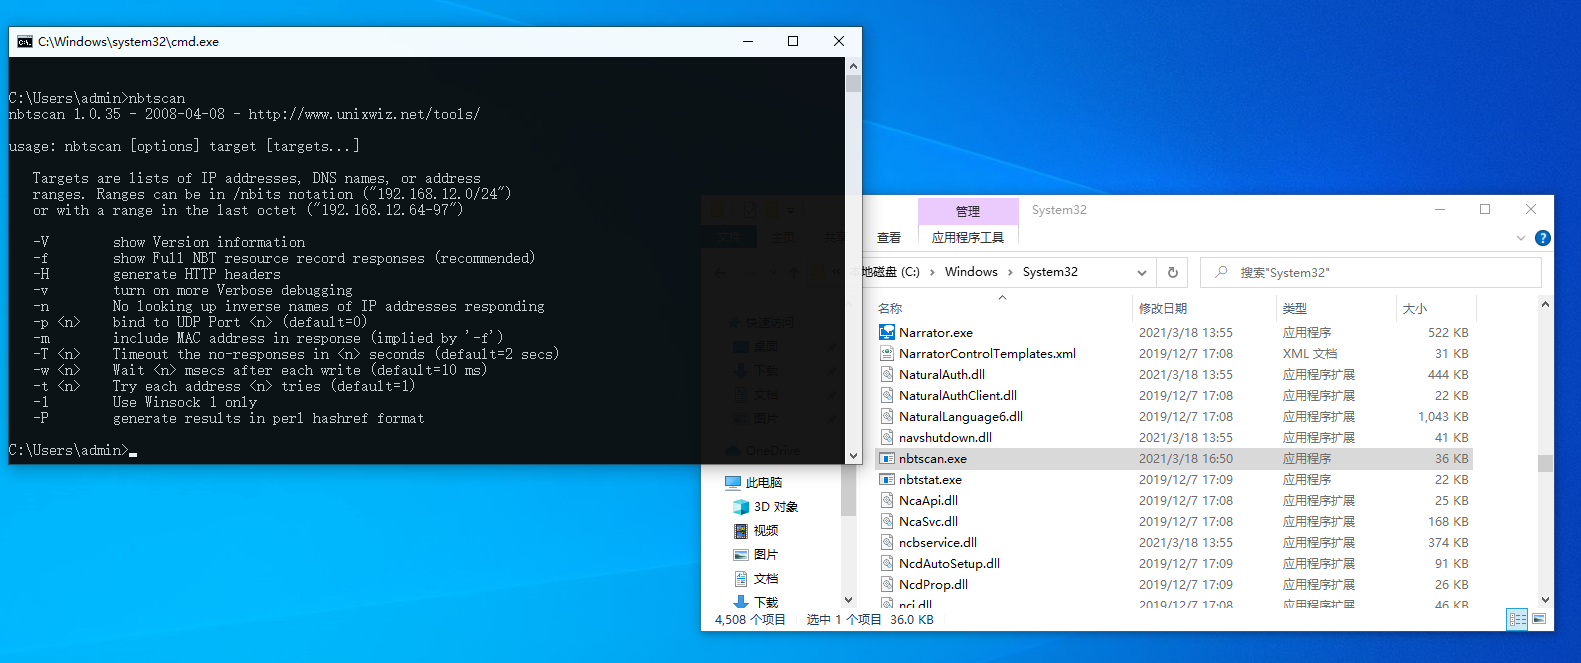 C:\Windows\system32\cmd.exe
C:\Users\admin>nbtscan
nbtscan 1.0.35 - 2008-04-08 - http://www.unixwiz.net/tools/
usage: nbtscan [options] target [targets...]
Targets are lists of IP addresses, DNS names, or address
ranges. Ranges can be in /nbits notation ("192.168.12.0/24")
or with a range in the last octet ("192.168.12.64-97")
-V show Version information
-f show Full NBT resource record responses (recommended)
-H generate HTTP headers
-v turn on more Verbose debugging
-n No looking up inverse names of IP addresses responding
-p <n> bind to UDP Port <n> (default=0)
-m include MAC address in response (implied by '-f')
-T <n> Timeout the no-responses in <n> seconds (default=2 secs)
-w <n> Wait <n> msecs after each write (default=10 ms)
-t <n> Try each address <n> tries (default=1)
-1 Use Winsock 1 only
-P generate results in perl hashref format
C:\Users\admin>
管理 System32
文件 主页 共享 查看 应用程序工具
地磁盘 (C:) › Windows › System32 搜索"System32"
快速访问
桌面
下载
文档
图片
OneDrive
此电脑
3D 对象
视频
图片
文档
下载
名称 修改日期 类型 大小
Narrator.exe 2021/3/18 13:55 应用程序 522 KB
NarratorControlTemplates.xml 2019/12/7 17:08 XML 文档 31 KB
NaturalAuth.dll 2021/3/18 13:55 应用程序扩展 444 KB
NaturalAuthClient.dll 2019/12/7 17:08 应用程序扩展 22 KB
NaturalLanguage6.dll 2019/12/7 17:08 应用程序扩展 1,043 KB
navshutdown.dll 2021/3/18 13:55 应用程序扩展 41 KB
nbtscan.exe 2021/3/18 16:50 应用程序 36 KB
nbtstat.exe 2019/12/7 17:09 应用程序 22 KB
NcaApi.dll 2019/12/7 17:08 应用程序扩展 25 KB
NcaSvc.dll 2019/12/7 17:08 应用程序扩展 168 KB
ncbservice.dll 2021/3/18 13:55 应用程序扩展 374 KB
NcdAutoSetup.dll 2019/12/7 17:09 应用程序扩展 91 KB
NcdProp.dll 2019/12/7 17:09 应用程序扩展 26 KB
nci.dll 2019/12/7 17:08 应用程序扩展 46 KB
4,508 个项目 选中 1 个项目 36.0 KB